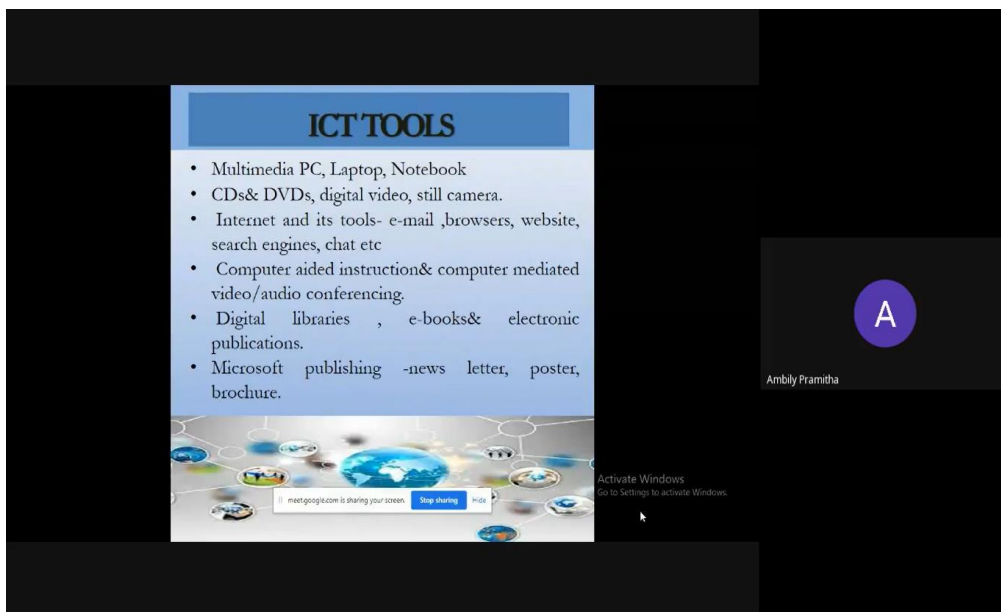 ICT TOOLS
• Multimedia PC, Laptop, Notebook
• CDs& DVDs, digital video, still camera.
• Internet and its tools- e-mail ,browsers, website,
search engines, chat etc
• Computer aided instruction& computer mediated
video/audio conferencing.
• Digital libraries , e-books& electronic
publications.
• Microsoft publishing -news letter, poster,
brochure.
meet.google.com is sharing your screen. Stop sharing Hide
Activate Windows
Go to Settings to activate Windows.
A
Ambily Pramitha